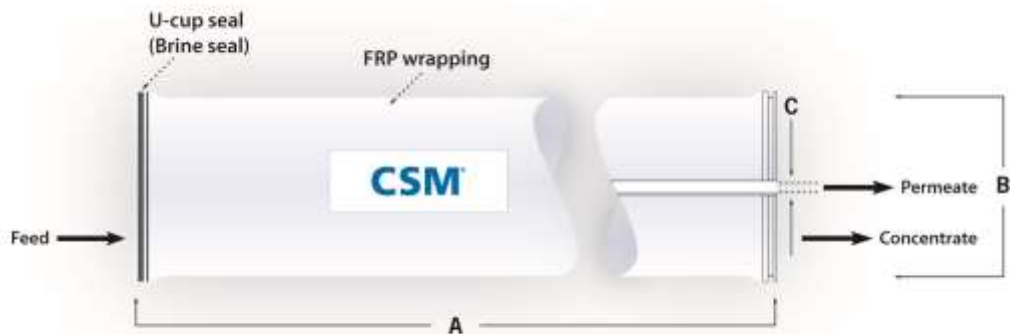 U-cup seal
(Brine seal)
FRP wrapping
C
CSM
Permeate
B
Feed
Concentrate
A